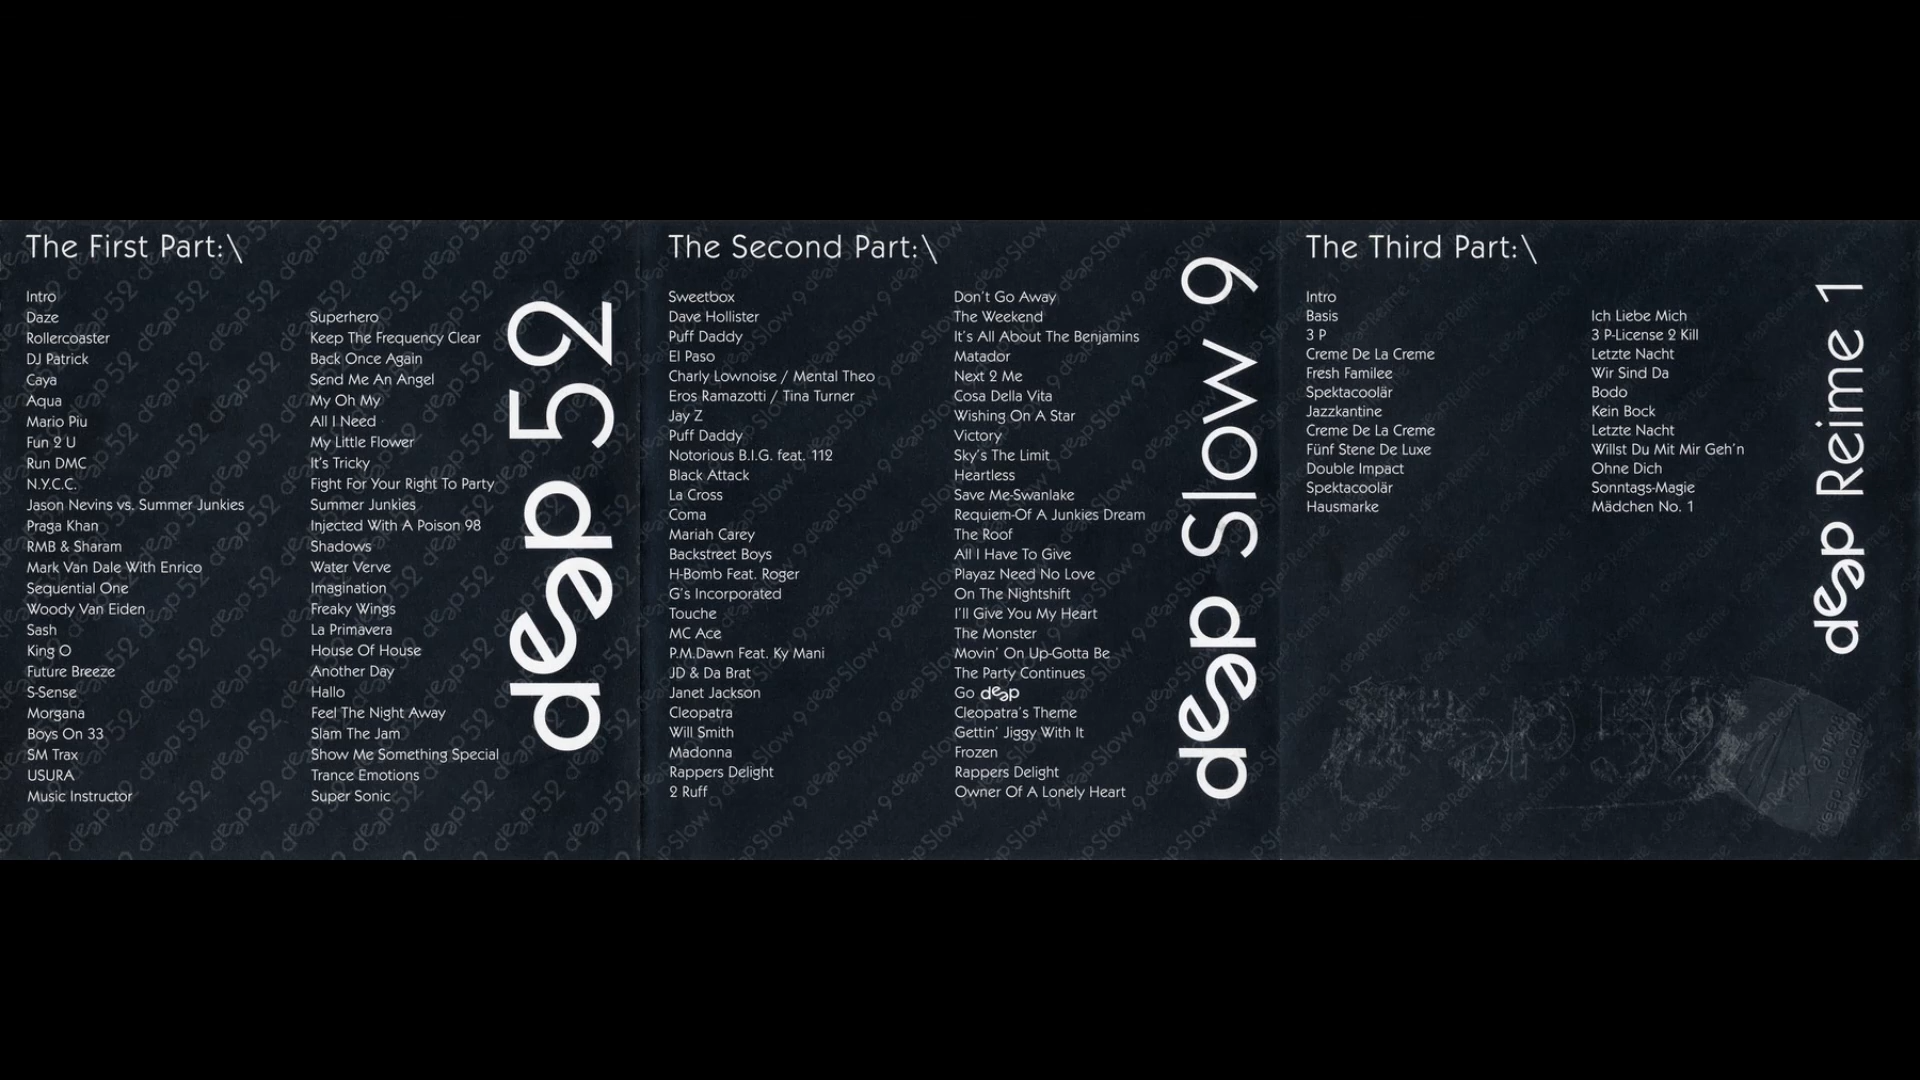 The First Part:\
Intro
Daze Superhero
Rollercoaster Keep The Frequency Clear
DJ Patrick Back Once Again
Caya Send Me An Angel
Aqua My Oh My
Mario Piu All I Need
Fun 2 U My Little Flower
Run DMC It's Tricky
N.Y.C.C. Fight For Your Right To Party
Jason Nevins vs. Summer Junkies Summer Junkies
Praga Khan Injected With A Poison 98
RMB & Sharam Shadows
Mark Van Dale With Enrico Water Verve
Sequential One Imagination
Woody Van Eiden Freaky Wings
Sash La Primavera
King O House Of House
Future Breeze Another Day
S-Sense Hallo
Morgana Feel The Night Away
Boys On 33 Slam The Jam
SM Trax Show Me Something Special
USURA Trance Emotions
Music Instructor Super Sonic
deep 52
The Second Part:\
Sweetbox Don't Go Away
Dave Hollister The Weekend
Puff Daddy It's All About The Benjamins
El Paso Matador
Charly Lownoise / Mental Theo Next 2 Me
Eros Ramazotti / Tina Turner Cosa Della Vita
Jay Z Wishing On A Star
Puff Daddy Victory
Notorious B.I.G. feat. 112 Sky's The Limit
Black Attack Heartless
La Cross Save Me-Swanlake
Coma Requiem-Of A Junkies Dream
Mariah Carey The Roof
Backstreet Boys All I Have To Give
H-Bomb Feat. Roger Playaz Need No Love
G's Incorporated On The Nightshift
Touche I'll Give You My Heart
MC Ace The Monster
P.M.Dawn Feat. Ky Mani Movin' On Up-Gotta Be
JD & Da Brat The Party Continues
Janet Jackson Go deep
Cleopatra Cleopatra's Theme
Will Smith Gettin' Jiggy With It
Madonna Frozen
Rappers Delight Rappers Delight
2 Ruff Owner Of A Lonely Heart
deep Slow 9
The Third Part:\
Intro
Basis Ich Liebe Mich
3 P 3 P-License 2 Kill
Creme De La Creme Letzte Nacht
Fresh Familee Wir Sind Da
Spektacoolär Bodo
Jazzkantine Kein Bock
Creme De La Creme Letzte Nacht
Fünf Stene De Luxe Willst Du Mit Mir Geh'n
Double Impact Ohne Dich
Spektacoolär Sonntags-Magie
Hausmarke Mädchen No. 1
deep Reime 1